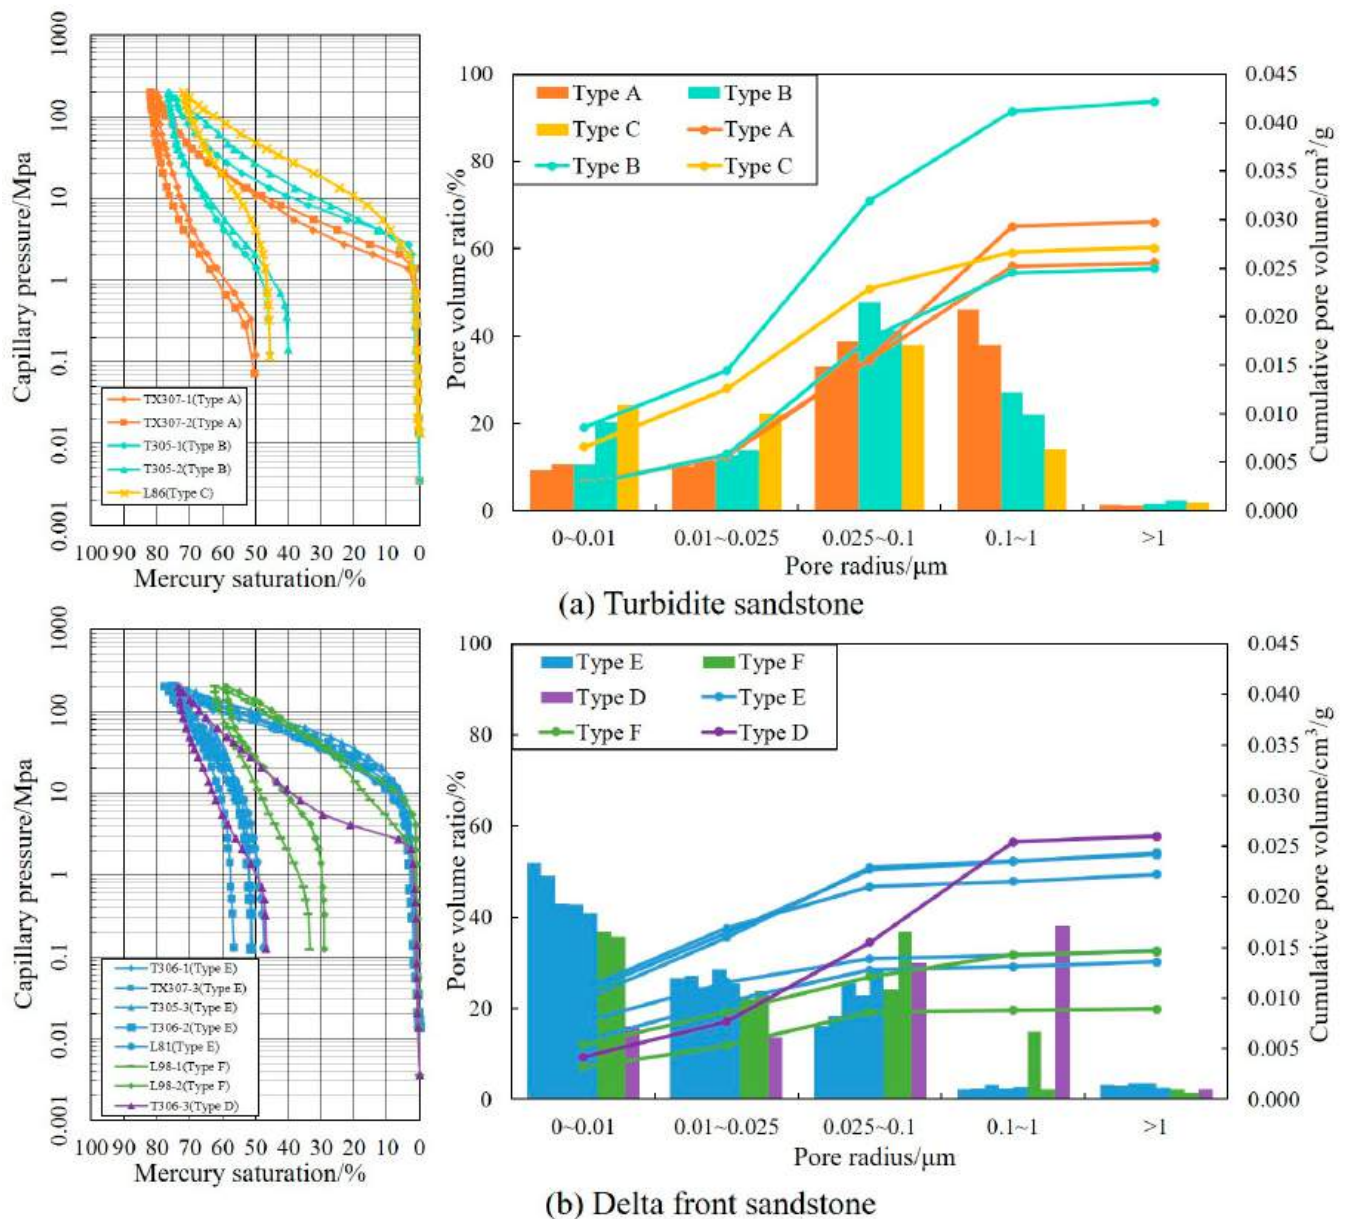 1000
100
10
1
0.1
0.01
0.001
Capillary pressure/Mpa
TX307-1(Type A)
TX307-2(Type A)
T305-1(Type B)
T305-2(Type B)
L86(Type C)
100 90 80 70 60 50 40 30 20 10 0
Mercury saturation/%
100
80
60
40
20
0
Pore volume ratio/%
Type A Type B
Type C Type A
Type B Type C
0.045
0.040
0.035
0.030
0.025
0.020
0.015
0.010
0.005
0.000
Cumulative pore volume/cm³/g
0~0.01 0.01~0.025 0.025~0.1 0.1~1 >1
Pore radius/μm
(a) Turbidite sandstone
1000
100
10
1
0.1
0.01
0.001
Capillary pressure/Mpa
T306-1(Type E)
TX307-3(Type E)
T305-3(Type E)
T306-2(Type E)
L81(Type E)
L98-1(Type F)
L98-2(Type F)
T306-3(Type D)
100 90 80 70 60 50 40 30 20 10 0
Mercury saturation/%
100
80
60
40
20
0
Pore volume ratio/%
Type E Type F
Type D Type E
Type F Type D
0.045
0.040
0.035
0.030
0.025
0.020
0.015
0.010
0.005
0.000
Cumulative pore volume/cm³/g
0~0.01 0.01~0.025 0.025~0.1 0.1~1 >1
Pore radius/μm
(b) Delta front sandstone